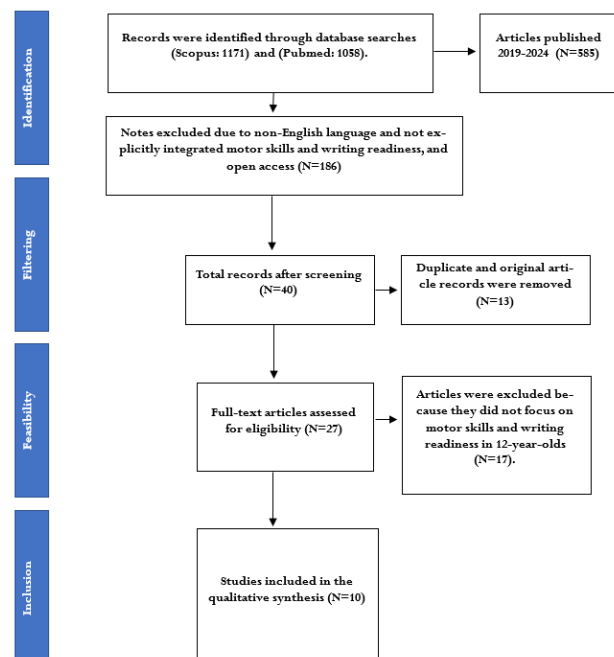 Identification
Records were identified through database searches
(Scopus: 1171) and (Pubmed: 1058).
Articles published
2019-2024 (N=585)
Notes excluded due to non-English language and not ex-
plicitly integrated motor skills and writing readiness, and
open access (N=186)
Filtering
Total records after screening
(N=40)
Duplicate and original arti-
cle records were removed
(N=13)
Feasibility
Full-text articles assessed
for eligibility (N=27)
Articles were excluded be-
cause they did not focus on
motor skills and writing
readiness in 12-year-olds
(N=17).
Inclusion
Studies included in the
qualitative synthesis (N=10)